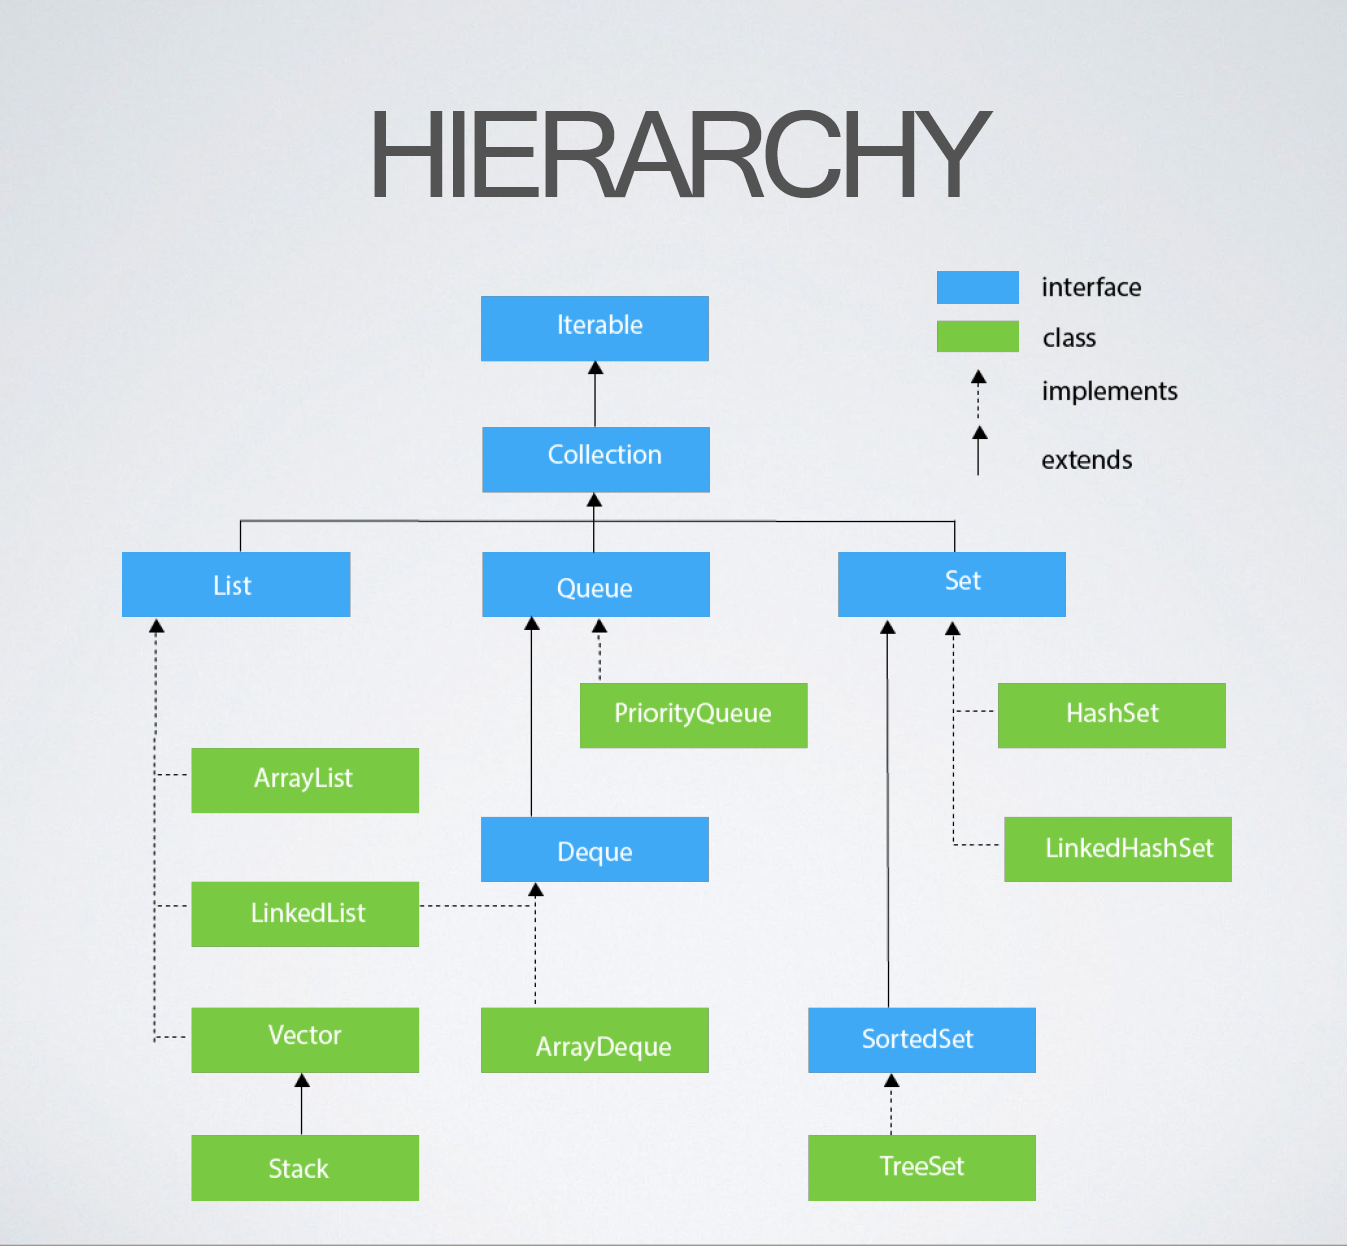 HIERARCHY
interface
class
implements
extends
Iterable
Collection
List
Queue
Set
PriorityQueue
HashSet
ArrayList
Deque
LinkedHashSet
LinkedList
Vector
ArrayDeque
SortedSet
Stack
TreeSet